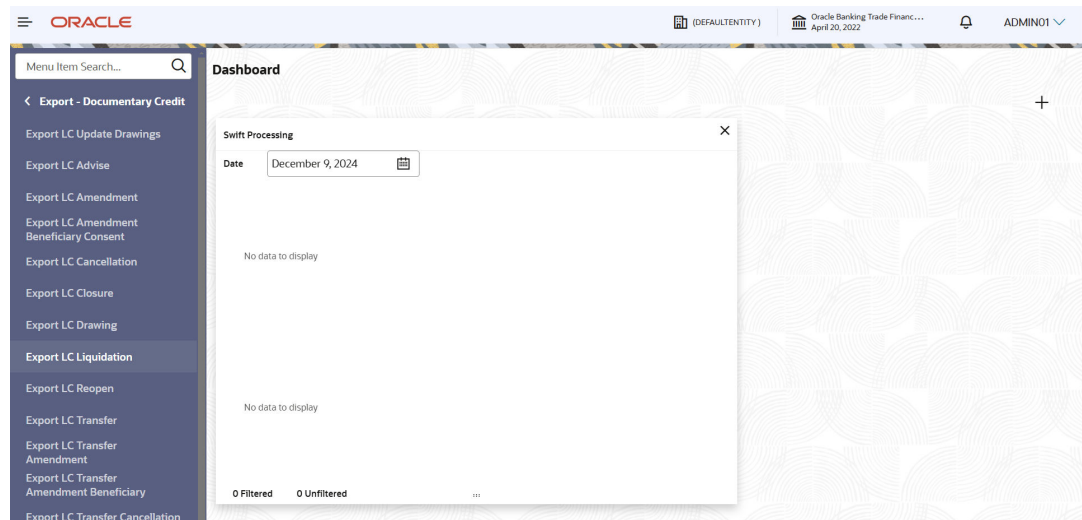 ORACLE
(DEFAULTENTITY )
Oracle Banking Trade Financ...
April 20, 2022
ADMIN01
Menu Item Search...
Export - Documentary Credit
Export LC Update Drawings
Export LC Advise
Export LC Amendment
Export LC Amendment
Beneficiary Consent
Export LC Cancellation
Export LC Closure
Export LC Drawing
Export LC Liquidation
Export LC Reopen
Export LC Transfer
Export LC Transfer
Amendment
Export LC Transfer
Amendment Beneficiary
Export LC Transfer Cancellation
Dashboard
Swift Processing
Date
December 9, 2024
No data to display
No data to display
0 Filtered
0 Unfiltered